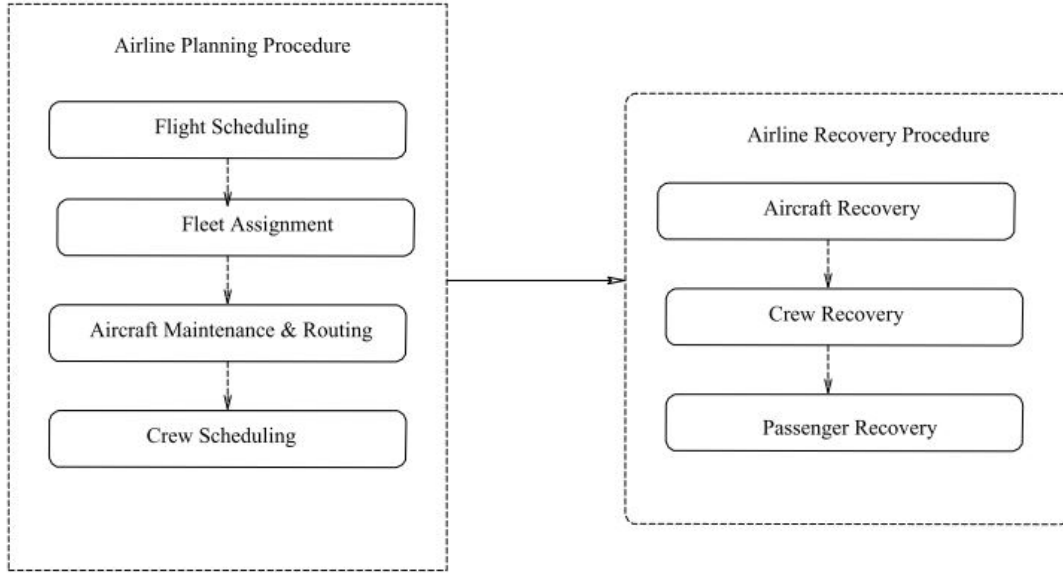 Airline Planning Procedure
Flight Scheduling
Fleet Assignment
Aircraft Maintenance & Routing
Crew Scheduling
Airline Recovery Procedure
Aircraft Recovery
Crew Recovery
Passenger Recovery